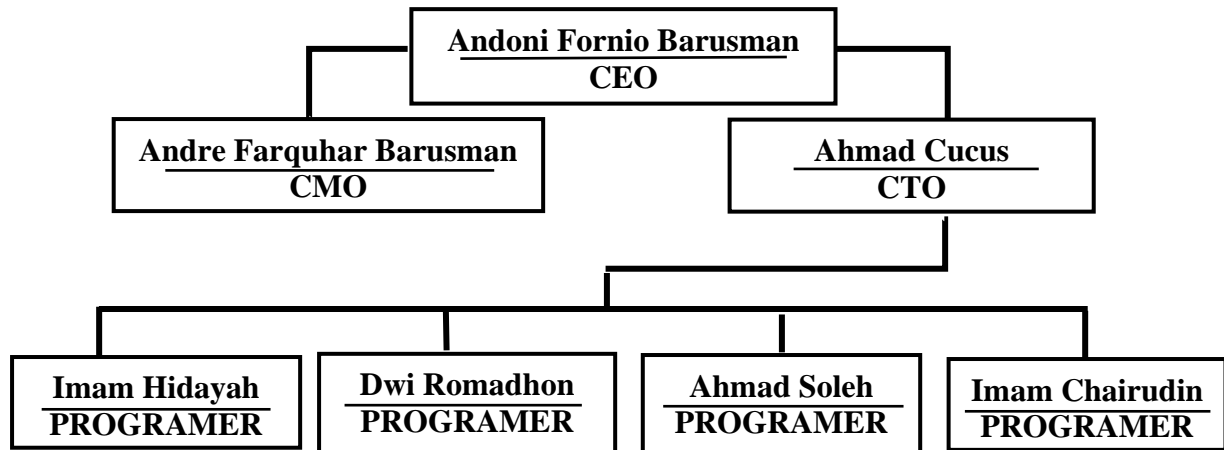 Andoni Fornio Barusman
CEO
Andre Farquhar Barusman
CMO
Ahmad Cucus
CTO
Imam Hidayah
PROGRAMER
Dwi Romadhon
PROGRAMER
Ahmad Soleh
PROGRAMER
Imam Chairudin
PROGRAMER